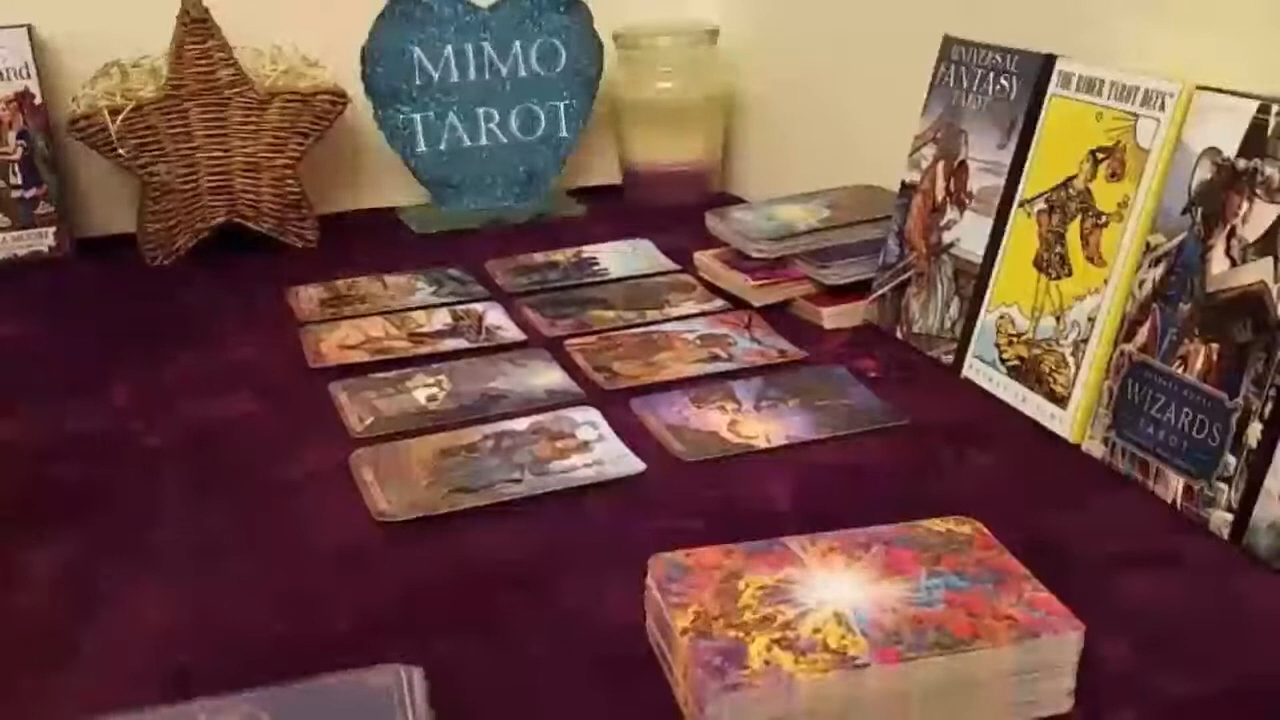 MIMO
TAROT
UNIVERSAL
FANTASY
TAROT
THE RIDER TAROT DECK
WIZARDS
TAROT